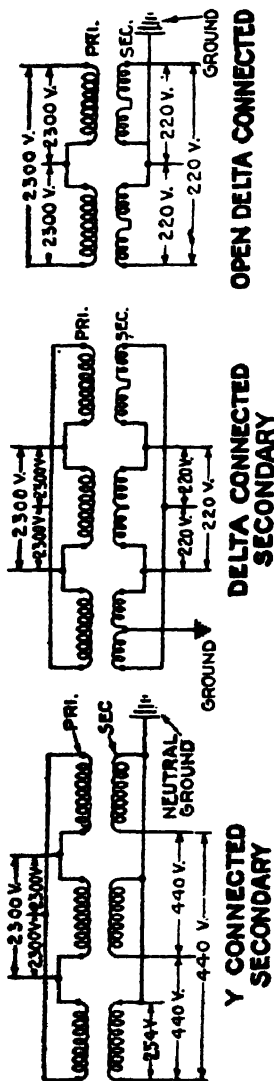 2300 V.
2300 V.
2300 V.
PRI.
SEC.
220 V.
220 V.
220 V.
GROUND
OPEN DELTA CONNECTED
2300 V.
2300V.
2300V.
PRI.
SEC.
220V.
220V.
220 V.
GROUND
DELTA CONNECTED
SECONDARY
2300 V.
2300V.
2300V.
PRI.
SEC
NEUTRAL
GROUND
254V.
440 V.
440 V.
440 V.
Y CONNECTED
SECONDARY